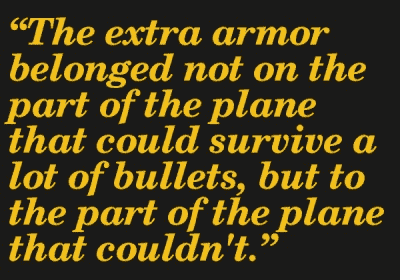 “The extra armor
belonged not on the
part of the plane
that could survive a
lot of bullets, but to
the part of the plane
that couldn't.”